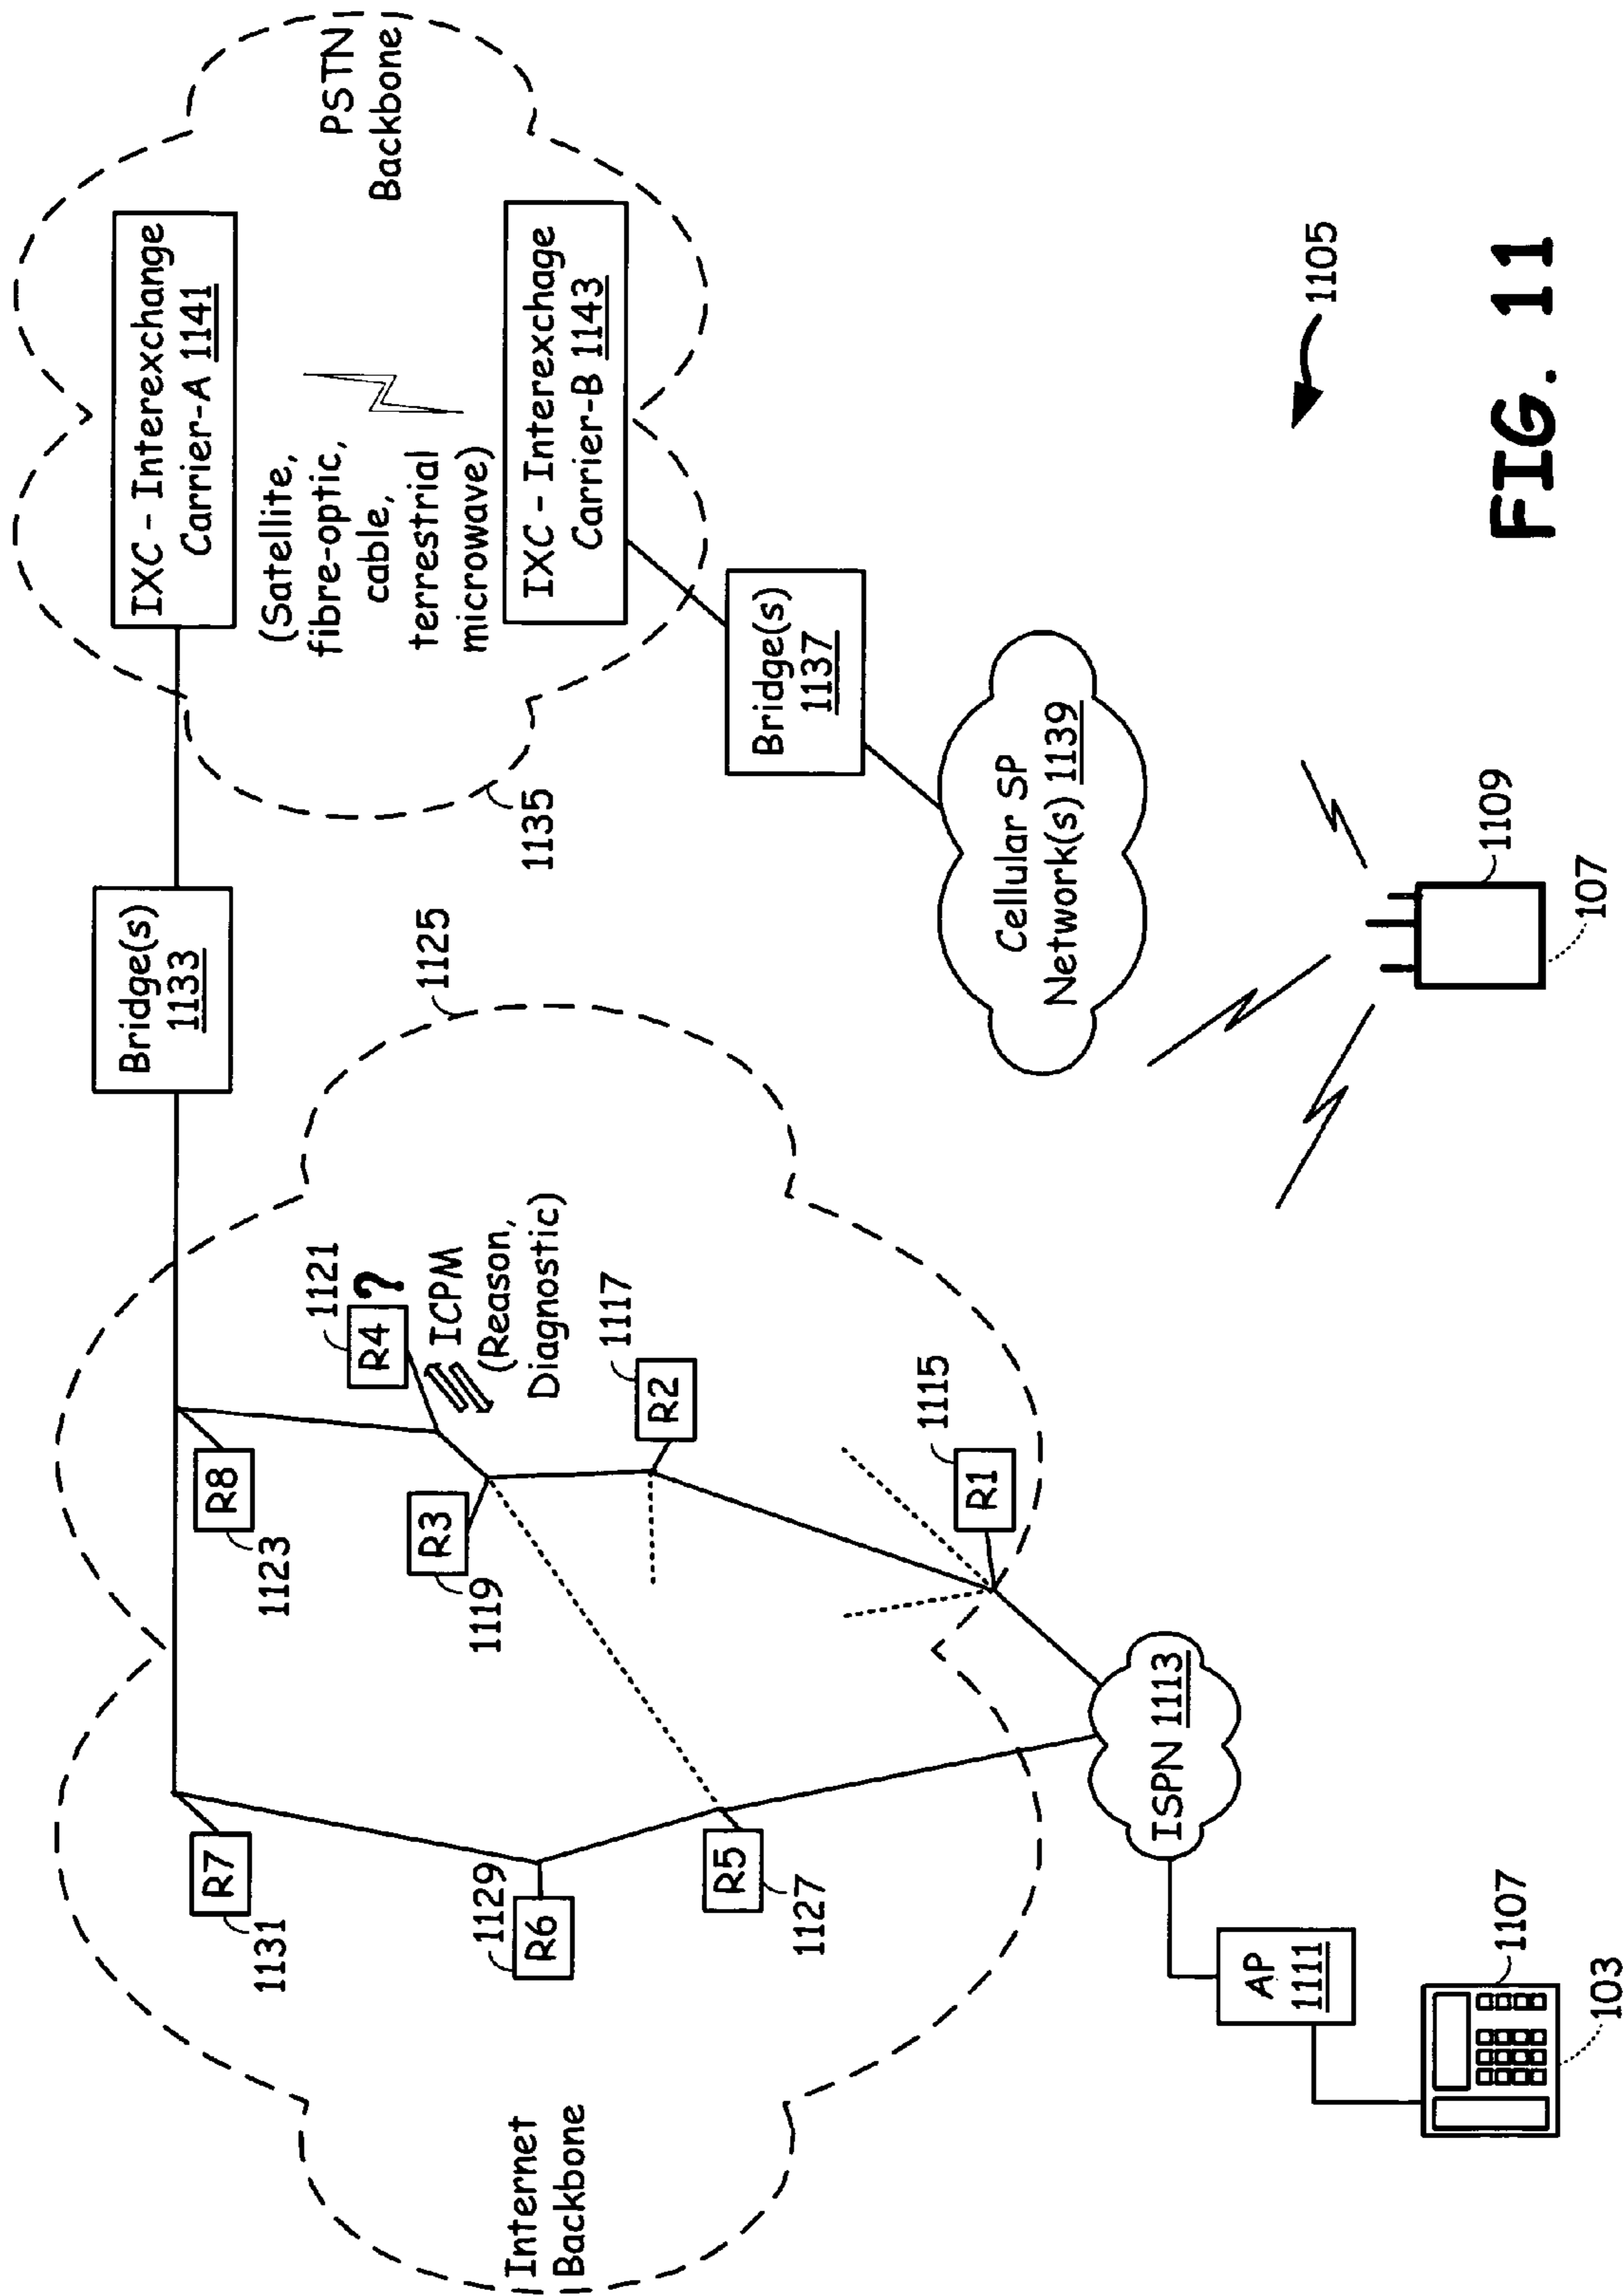 PSTN
Backbone
IXC - Interexchange
Carrier-A 1141
(Satellite,
fibre-optic,
cable,
terrestrial
microwave)
IXC - Interexchage
Carrier-B 1143
1135
Bridge(s)
1133
Bridge(s)
1137
Cellular SP
Network(s) 1139
1125
Internet
Backbone
R7
1131
R8
1123
R4
1121
?
ICPM
(Reason,
Diagnostic)
R3
1119
R2
1117
R6
1129
R5
1127
R1
1115
ISPN 1113
AP
1111
1107
103
1109
107
1105
FIG. 11